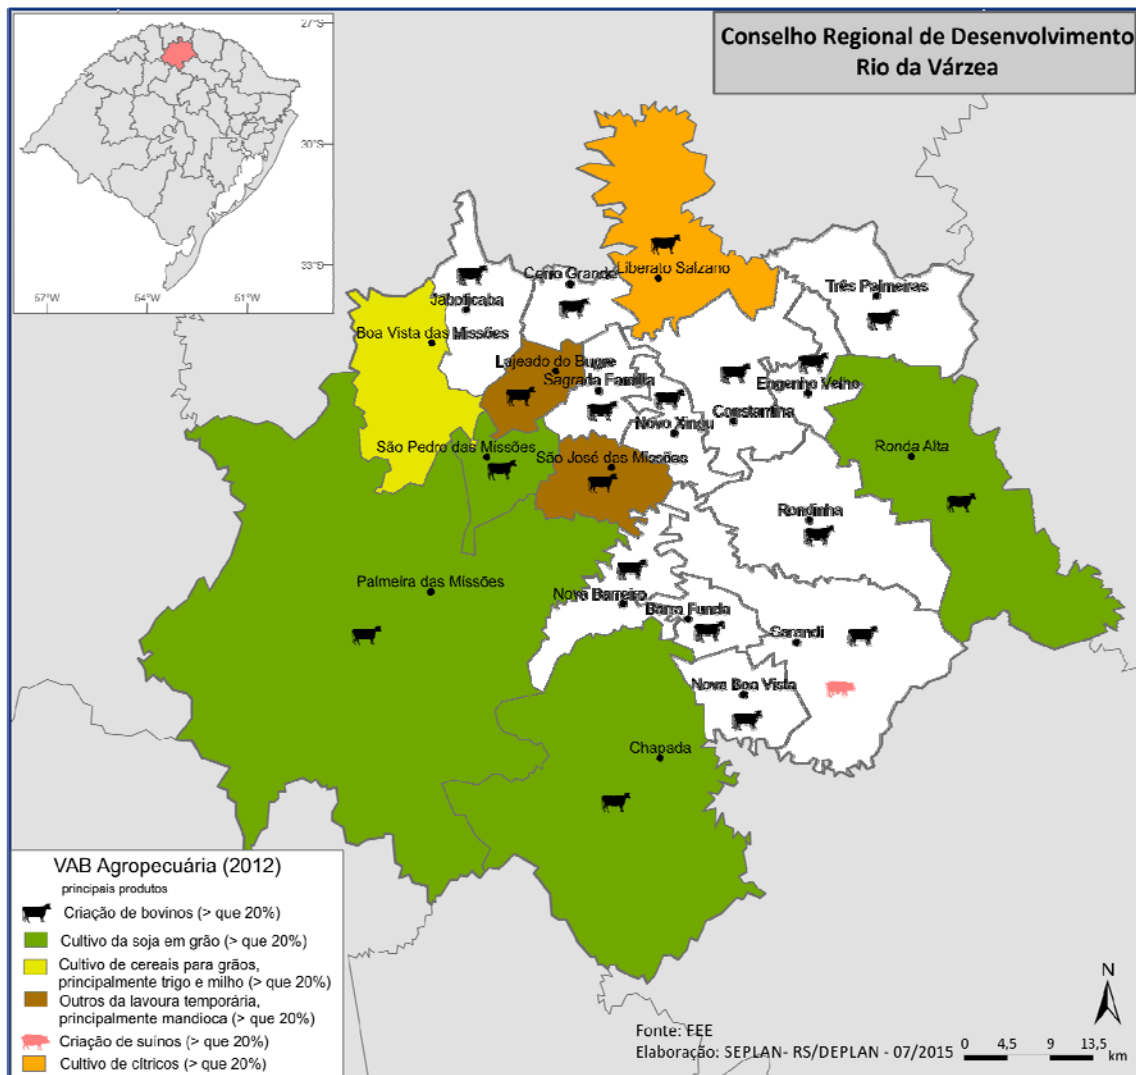 Conselho Regional de Desenvolvimento
Rio da Várzea
27°S
30°S
33°S
57°W
64°W
61°W
Cerro Grande
Liberato Salzano
Jaboticaba
Três Palmeiras
Boa Vista das Missões
Lajeado do Bugre
Sagrada Família
Engenho Velho
Novo Xingu
Constantina
São Pedro das Missões
São José das Missões
Ronda Alta
Rondinha
Palmeira das Missões
Novo Barreiro
Barra Funda
Sarandi
Nova Boa Vista
Chapada
VAB Agropecuária (2012)
principais produtos
Criação de bovinos (> que 20%)
Cultivo da soja em grão (> que 20%)
Cultivo de cereais para grãos,
principalmente trigo e milho (> que 20%)
Outros da lavoura temporária,
principalmente mandioca (> que 20%)
Criação de suínos (> que 20%)
Cultivo de cítricos (> que 20%)
N
Fonte: FEE
Elaboração: SEPLAN- RS/DEPLAN - 07/2015
0 4,5 9 13,5
km